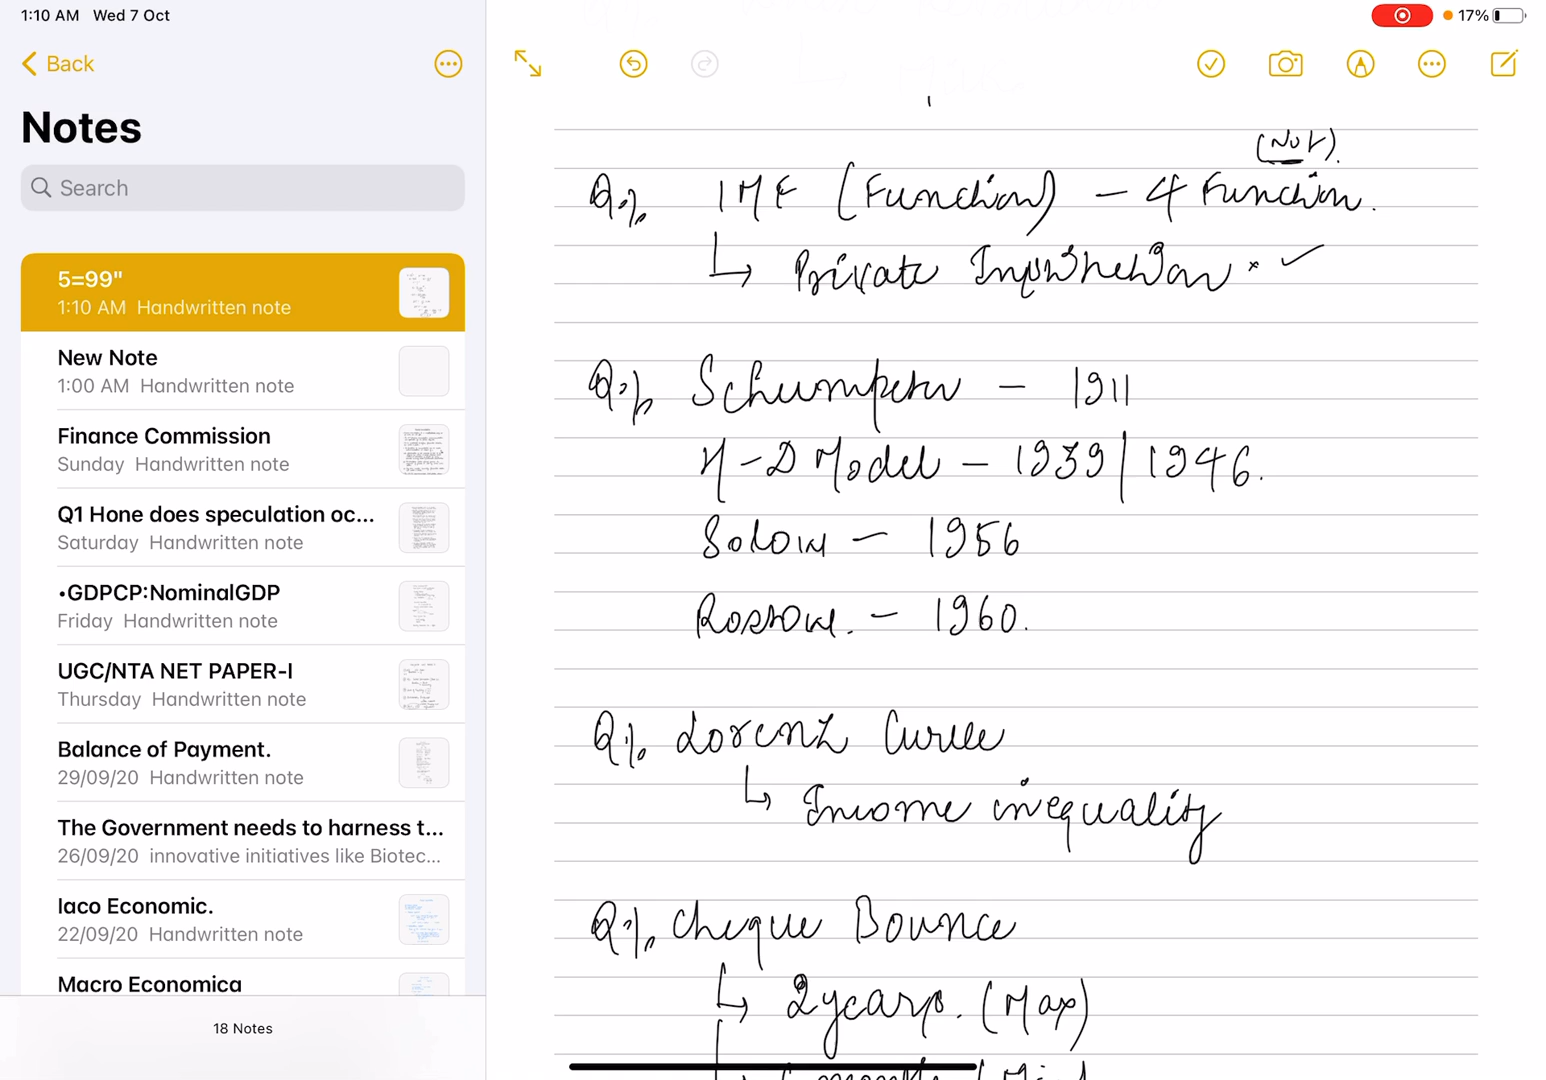 1:10 AM Wed 7 Oct
17%
Back
Notes
Search
5=99"
1:10 AM Handwritten note
New Note
1:00 AM Handwritten note
Finance Commission
Sunday Handwritten note
Q1 Hone does speculation oc...
Saturday Handwritten note
•GDPCP:NominalGDP
Friday Handwritten note
UGC/NTA NET PAPER-I
Thursday Handwritten note
Balance of Payment.
29/09/20 Handwritten note
The Government needs to harness t...
26/09/20 innovative initiatives like Biotec...
Iaco Economic.
22/09/20 Handwritten note
Macro Economica
18 Notes
(Not).
Q:/. IMF (Function) - 4 Function.
↳ Private × ✓
Q:/. Schumpeter - 1911
H-D Model - 1939/1946.
Solow - 1956
Rostow. - 1960.
Q:/. Lorenz Curve
↳ Income inequality
Q:/. Cheque Bounce
↳ 2 years. (Max)